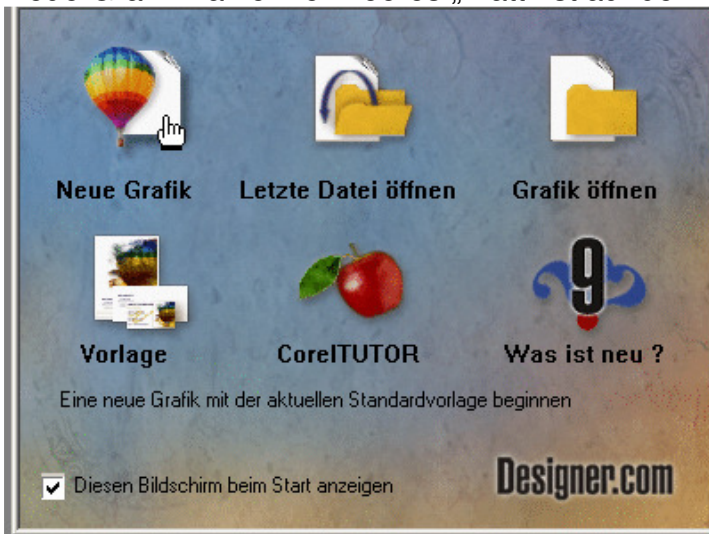 Neue Grafik
Letzte Datei öffnen
Grafik öffnen
9
Vorlage
CorelTUTOR
Was ist neu ?
Eine neue Grafik mit der aktuellen Standardvorlage beginnen
Diesen Bildschirm beim Start anzeigen
Designer.com